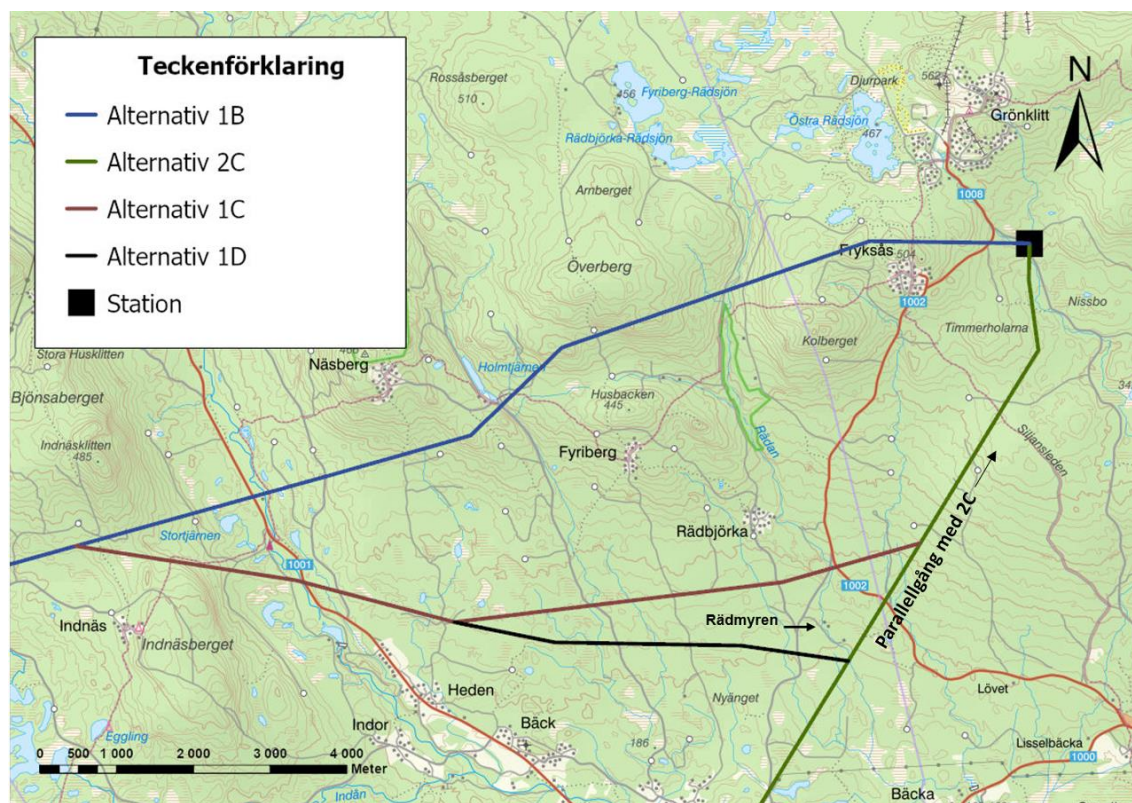 Teckenförklaring
Alternativ 1B
Alternativ 2C
Alternativ 1C
Alternativ 1D
Station
N
Rossåsberget
510
456
Fyriberg-Rädsjön
Rädbjörka-Rädsjön
Djurpark
562
Grönklitt
Östra Rädsjön
467
1008
Arnberget
Överberg
Fryksås
504
1002
Nissbo
Timmerholarna
Kolberget
Stora Husklitten
Näsberg
Holmtjärnen
Bjönsaberget
Husbacken
445
Indnäsklitten
485
Fyriberg
Rädan
Siljansleden
Rädbjörka
Stortjärnen
1001
1002
Parallellgång med 2C
Rädmyren
Indnäs
Indnäsberget
Heden
Nyänget
Lövet
Indor
Bäck
186
Eggling
Lisselbäcka
1000
0 500 1 000 2 000 3 000 4 000
Meter
Indån
Bäcka